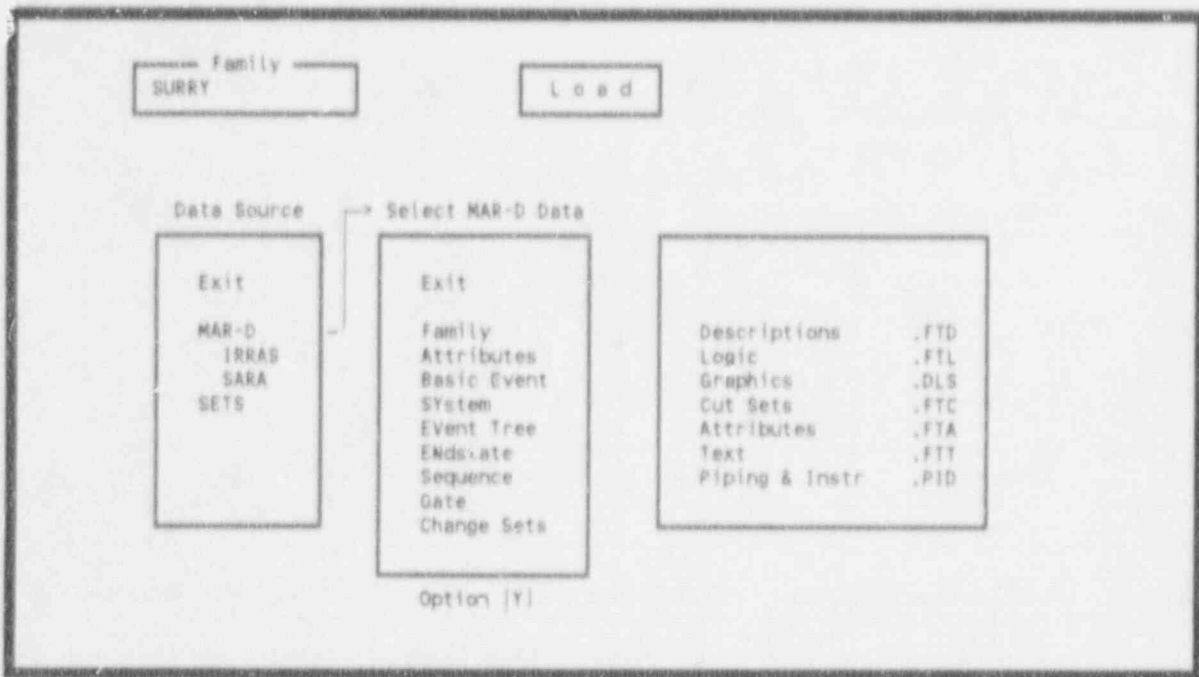 Family
SURRY
Load
Data Source
Select MAR-D Data
Exit
MAR-D
IRRAS
SARA
SETS
Exit
Family
Attributes
Basic Event
SYstem
EVent Tree
ENdstate
Sequence
Gate
Change Sets
Option |Y|
Descriptions .FTD
Logic .FTL
Graphics .DLS
Cut Sets .FTC
Attributes .FTA
Text .FTT
Piping & Instr .PID